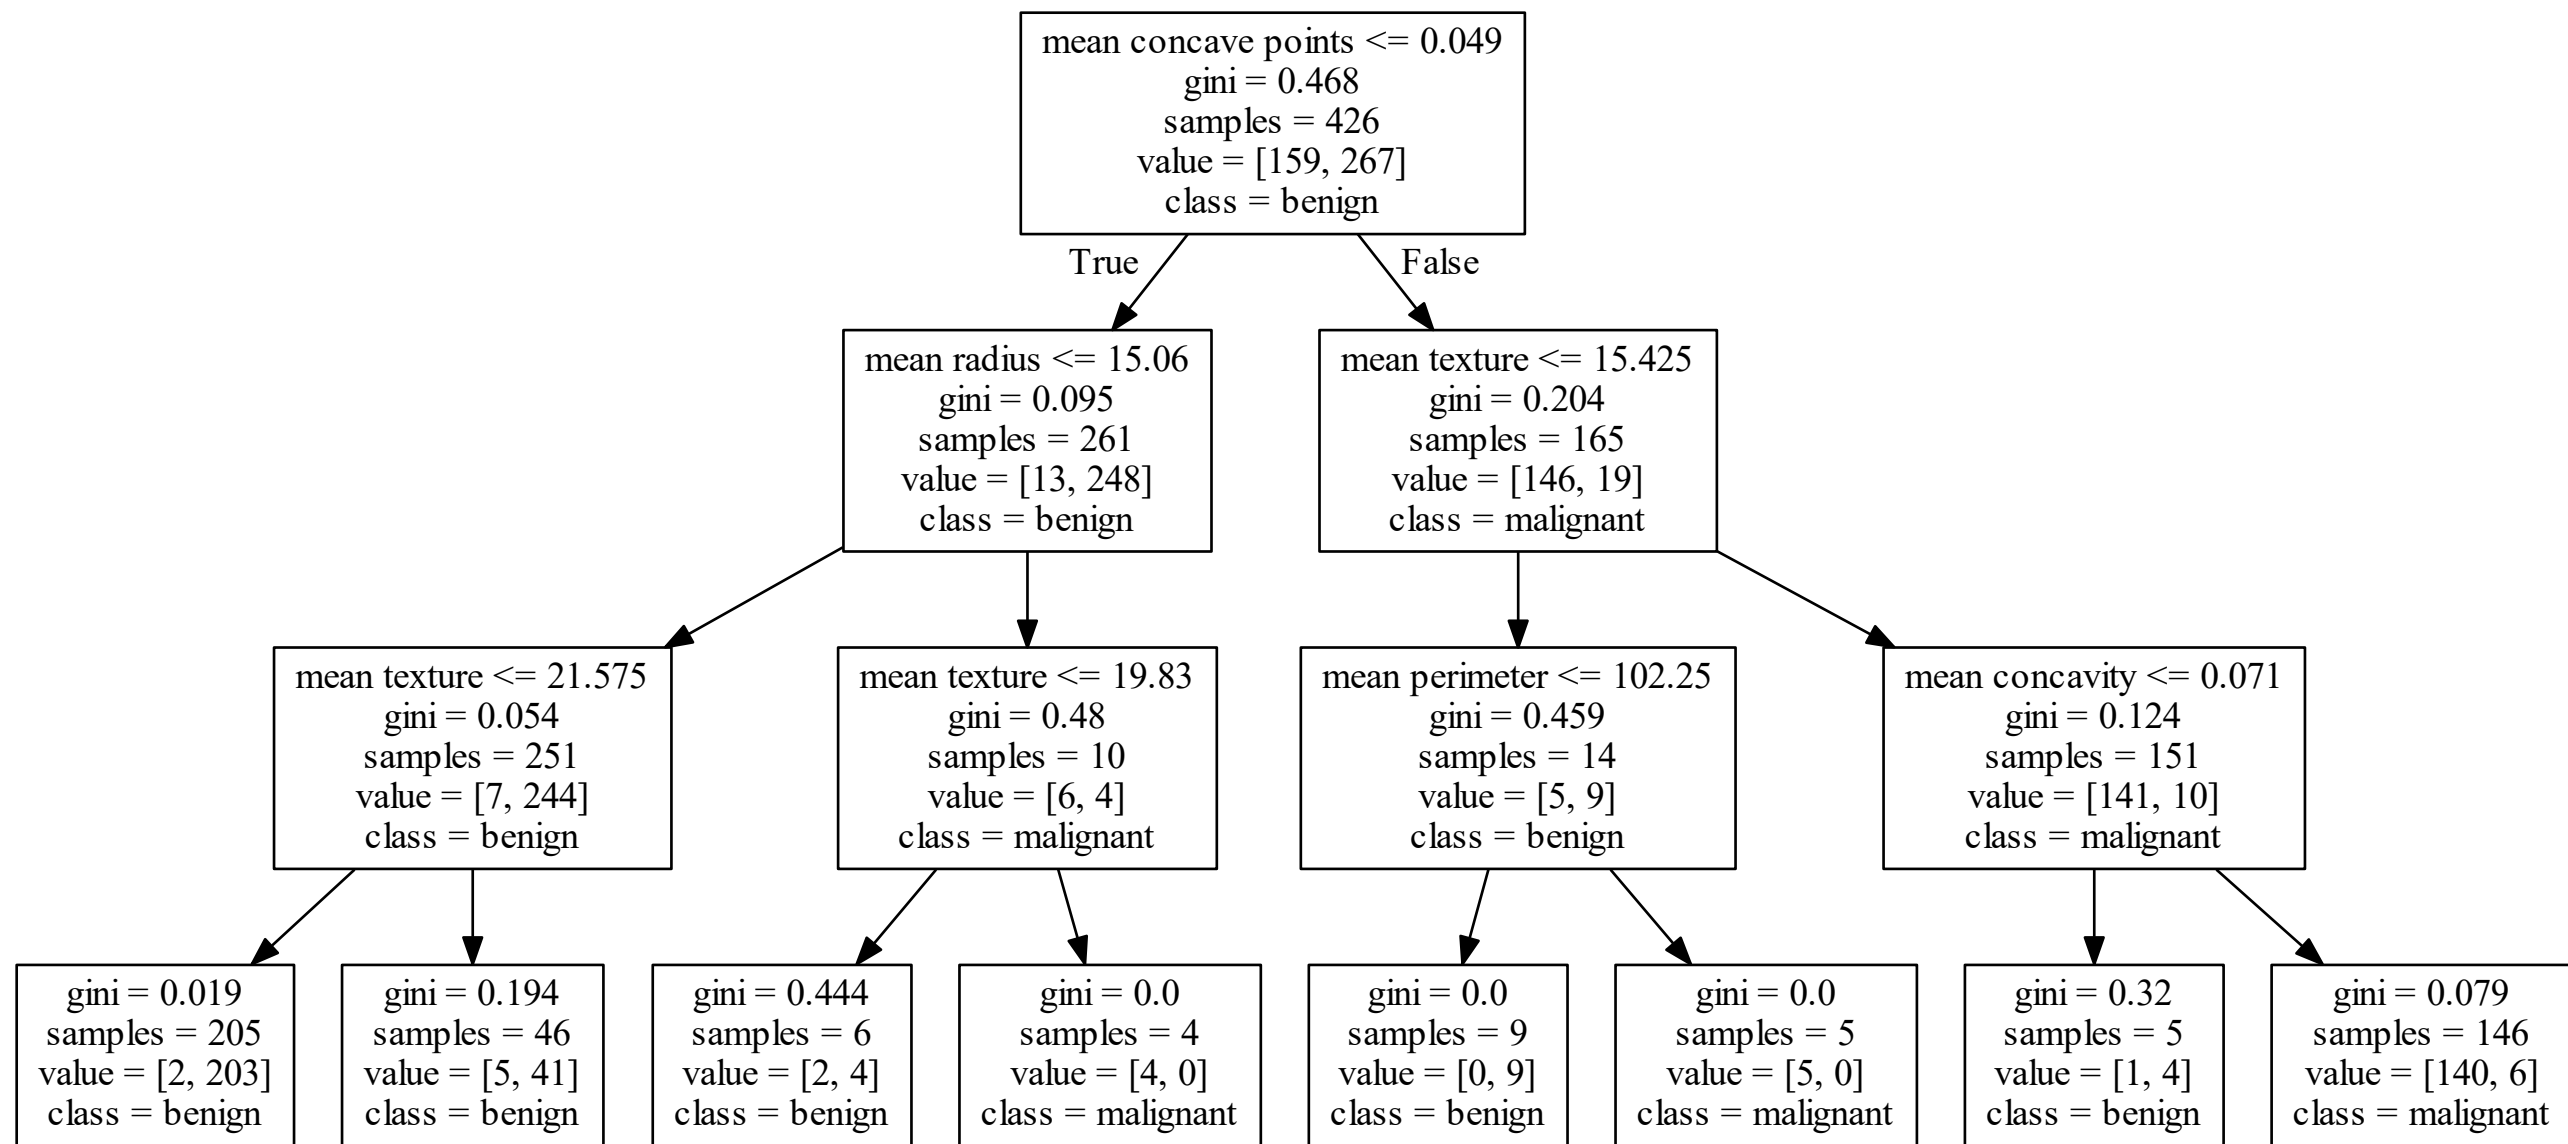 mean concave points <= 0.049
gini = 0.468
samples = 426
value = [159, 267]
class = benign
True
False
mean radius <= 15.06
gini = 0.095
samples = 261
value = [13, 248]
class = benign
mean texture <= 15.425
gini = 0.204
samples = 165
value = [146, 19]
class = malignant
mean texture <= 21.575
gini = 0.054
samples = 251
value = [7, 244]
class = benign
mean texture <= 19.83
gini = 0.48
samples = 10
value = [6, 4]
class = malignant
mean perimeter <= 102.25
gini = 0.459
samples = 14
value = [5, 9]
class = benign
mean concavity <= 0.071
gini = 0.124
samples = 151
value = [141, 10]
class = malignant
gini = 0.019
samples = 205
value = [2, 203]
class = benign
gini = 0.194
samples = 46
value = [5, 41]
class = benign
gini = 0.444
samples = 6
value = [2, 4]
class = benign
gini = 0.0
samples = 4
value = [4, 0]
class = malignant
gini = 0.0
samples = 9
value = [0, 9]
class = benign
gini = 0.0
samples = 5
value = [5, 0]
class = malignant
gini = 0.32
samples = 5
value = [1, 4]
class = benign
gini = 0.079
samples = 146
value = [140, 6]
class = malignant